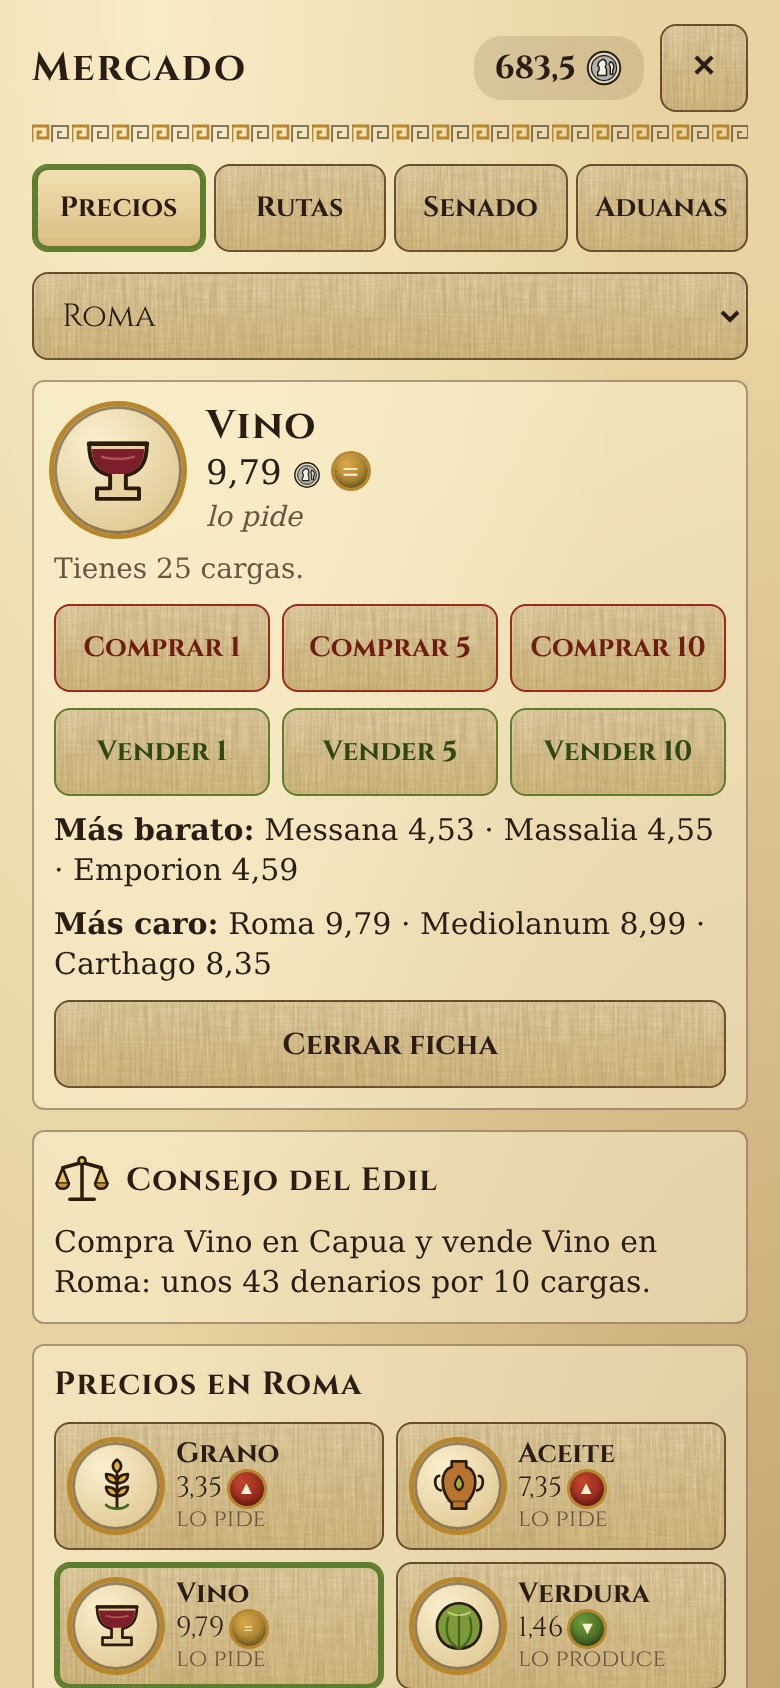 Mercado
683,5
×
Precios
Rutas
Senado
Aduanas
Roma
Vino
9,79 =
lo pide
Tienes 25 cargas.
Comprar 1
Comprar 5
Comprar 10
Vender 1
Vender 5
Vender 10
Más barato: Messana 4,53 · Massalia 4,55
· Emporion 4,59
Más caro: Roma 9,79 · Mediolanum 8,99 ·
Carthago 8,35
Cerrar ficha
Consejo del Edil
Compra Vino en Capua y vende Vino en
Roma: unos 43 denarios por 10 cargas.
Precios en Roma
Grano
3,35 ▲
lo pide
Aceite
7,35 ▲
lo pide
Vino
9,79 =
lo pide
Verdura
1,46 ▼
lo produce